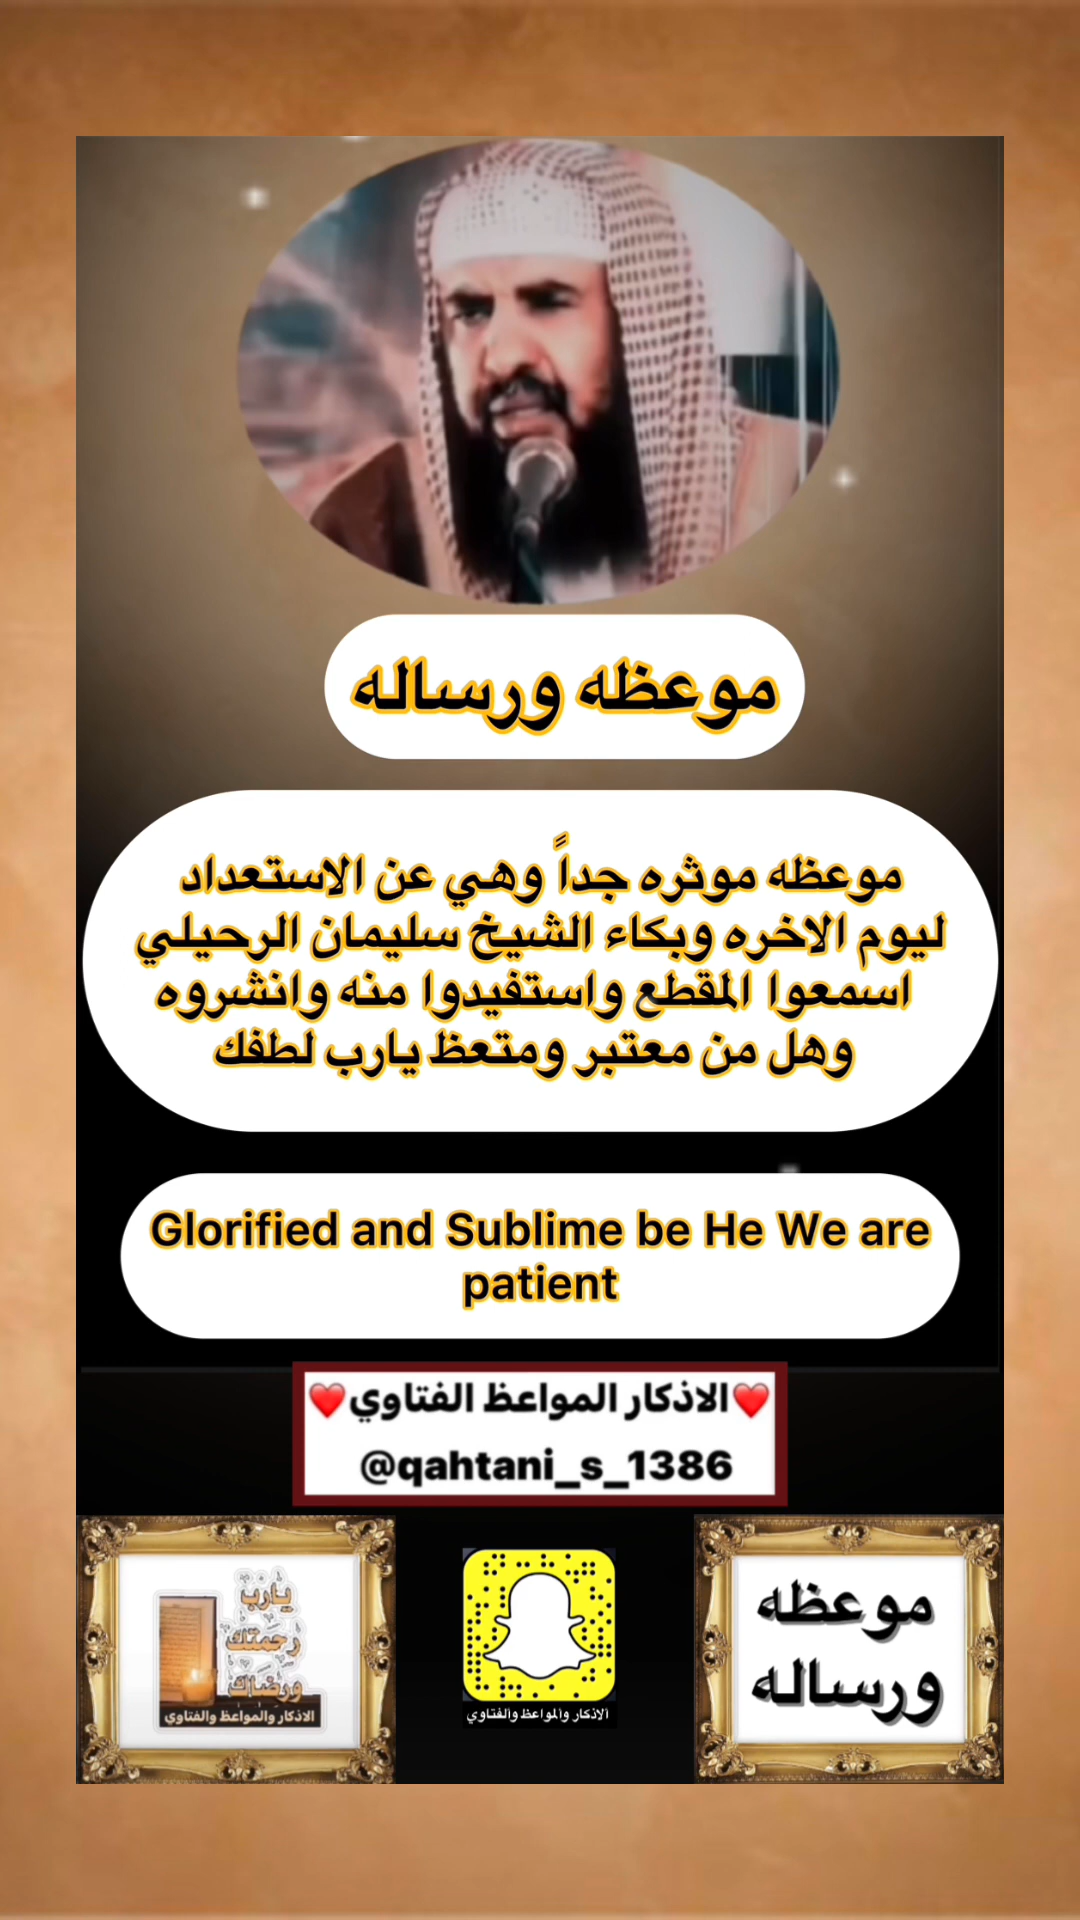 موعظه ورساله
موعظه موثره جداً وهي عن الاستعداد
ليوم الاخره وبكاء الشيخ سليمان الرحيلي
اسمعوا المقطع واستفيدوا منه وانشروه
وهل من معتبر ومتعظ يارب لطفك
Glorified and Sublime be He We are
patient
❤️الاذكار المواعظ الفتاوي❤️
@qahtani_s_1386
يارب
رحمتك
ورضاك
الاذكار والمواعظ والفتاوي
الاذكار والمواعظ والفتاوي
موعظه
ورساله